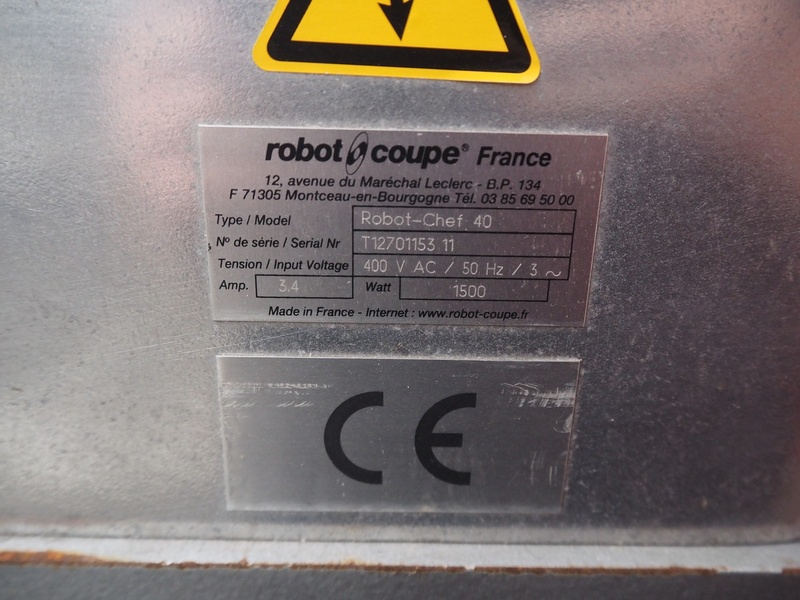 robot coupe® France
12, avenue du Maréchal Leclerc - B.P. 134
F 71305 Montceau-en-Bourgogne Tél. 03 85 69 50 00
Type / Model Robot-Chef 40
N° de série / Serial Nr T12701153 11
Tension / Input Voltage 400 V AC / 50 Hz / 3 ~
Amp. 3,4 Watt 1500
Made in France - Internet : www.robot-coupe.fr
CE